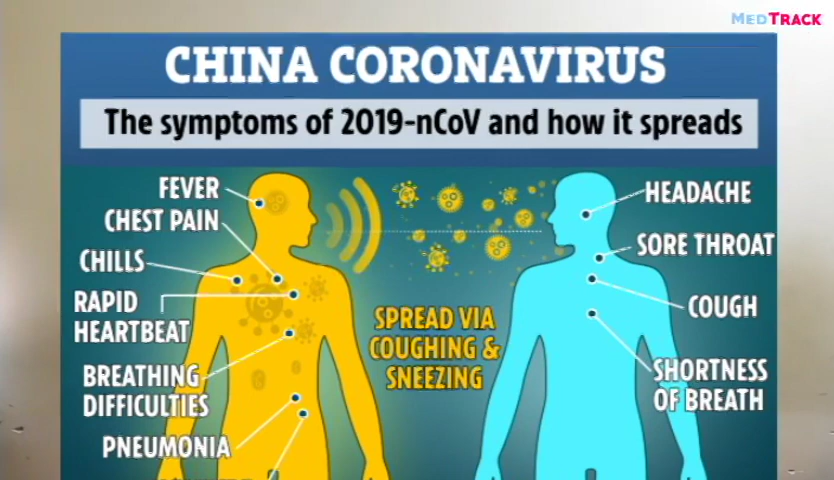 MEDTRACK
CHINA CORONAVIRUS
The symptoms of 2019-nCoV and how it spreads
FEVER
CHEST PAIN
CHILLS
RAPID
HEARTBEAT
BREATHING
DIFFICULTIES
PNEUMONIA
SPREAD VIA
COUGHING &
SNEEZING
HEADACHE
SORE THROAT
COUGH
SHORTNESS
OF BREATH